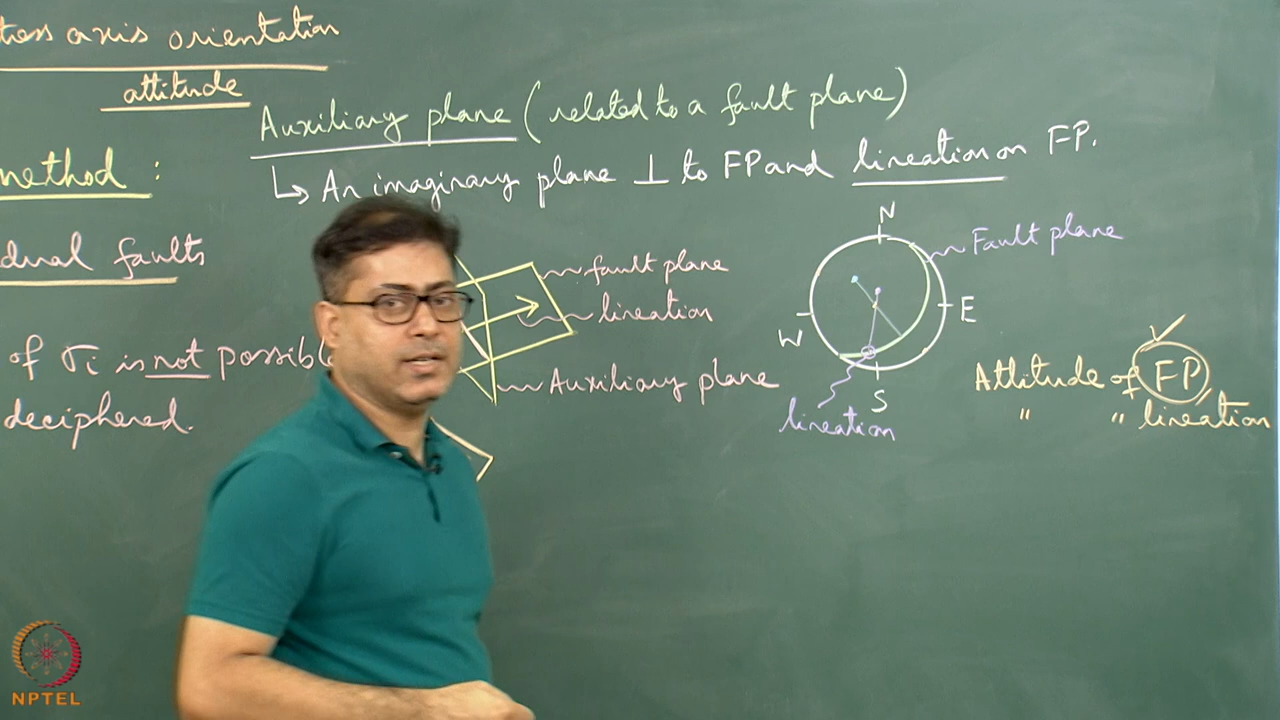 tress axis orientation
attitude
Auxiliary plane (related to a fault plane)
↳ An imaginary plane ⊥ to FP and lineation on FP.
method :
dual faults
of σi is not possible
deciphered.
fault plane
lineation
Auxiliary plane
N
Fault plane
E
W
S
lineation
Attitude of FP
" " lineation
NPTEL